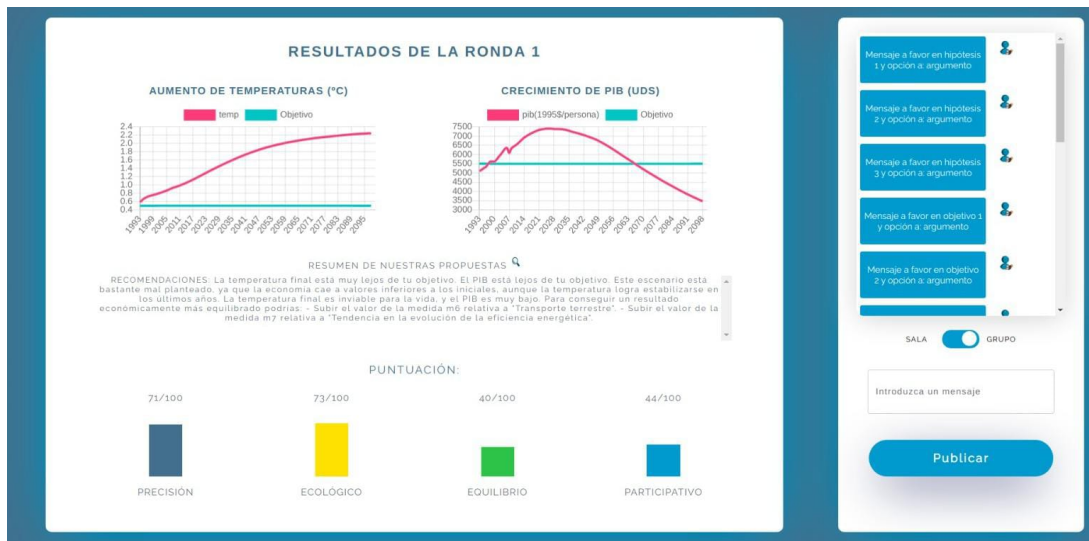 RESULTADOS DE LA RONDA 1
AUMENTO DE TEMPERATURAS (ºC)
temp
Objetivo
2.4
2.2
2.0
1.8
1.6
1.4
1.2
1.0
0.8
0.6
0.4
1993
1999
2005
2011
2017
2023
2029
2035
2041
2047
2053
2059
2065
2071
2077
2083
2089
2095
CRECIMIENTO DE PIB (UDS)
pib(1995$/persona)
Objetivo
7500
7000
6500
6000
5500
5000
4500
4000
3500
3000
1993
2000
2007
2014
2021
2028
2035
2042
2049
2056
2063
2070
2077
2084
2091
2098
RESUMEN DE NUESTRAS PROPUESTAS
RECOMENDACIONES: La temperatura final está muy lejos de tu objetivo. El PIB está lejos de tu objetivo. Este escenario está
bastante mal planteado, ya que la economía cae a valores inferiores a los iniciales, aunque la temperatura logra estabilizarse en
los últimos años. La temperatura final es inviable para la vida, y el PIB es muy bajo. Para conseguir un resultado
económicamente más equilibrado podrías: - Subir el valor de la medida m6 relativa a "Transporte terrestre". - Subir el valor de la
medida m7 relativa a "Tendencia en la evolución de la eficiencia energética".
PUNTUACIÓN:
71/100
73/100
40/100
44/100
PRECISIÓN
ECOLÓGICO
EQUILIBRIO
PARTICIPATIVO
Mensaje a favor en hipótesis
1 y opción a: argumento
Mensaje a favor en hipótesis
2 y opción a: argumento
Mensaje a favor en hipótesis
3 y opción a: argumento
Mensaje a favor en objetivo 1
y opción a: argumento
Mensaje a favor en objetivo
2 y opción a: argumento
SALA
GRUPO
Introduzca un mensaje
Publicar